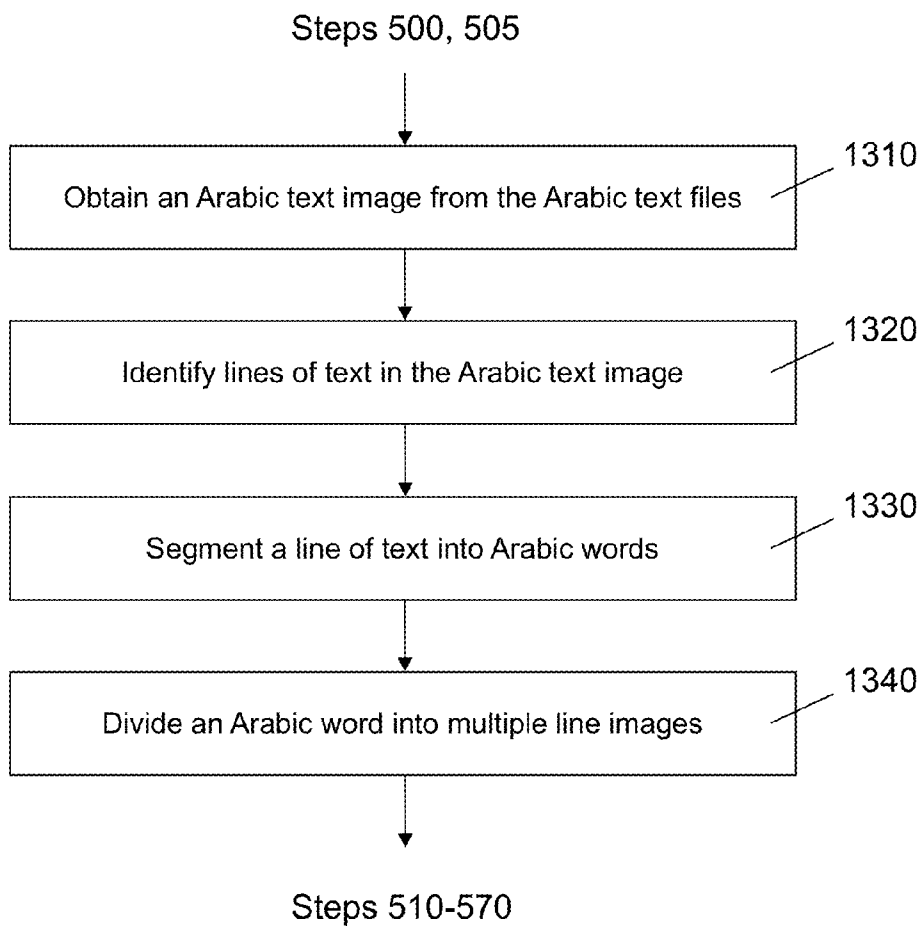 Steps 500, 505
1310
Obtain an Arabic text image from the Arabic text files
1320
Identify lines of text in the Arabic text image
1330
Segment a line of text into Arabic words
1340
Divide an Arabic word into multiple line images
Steps 510-570